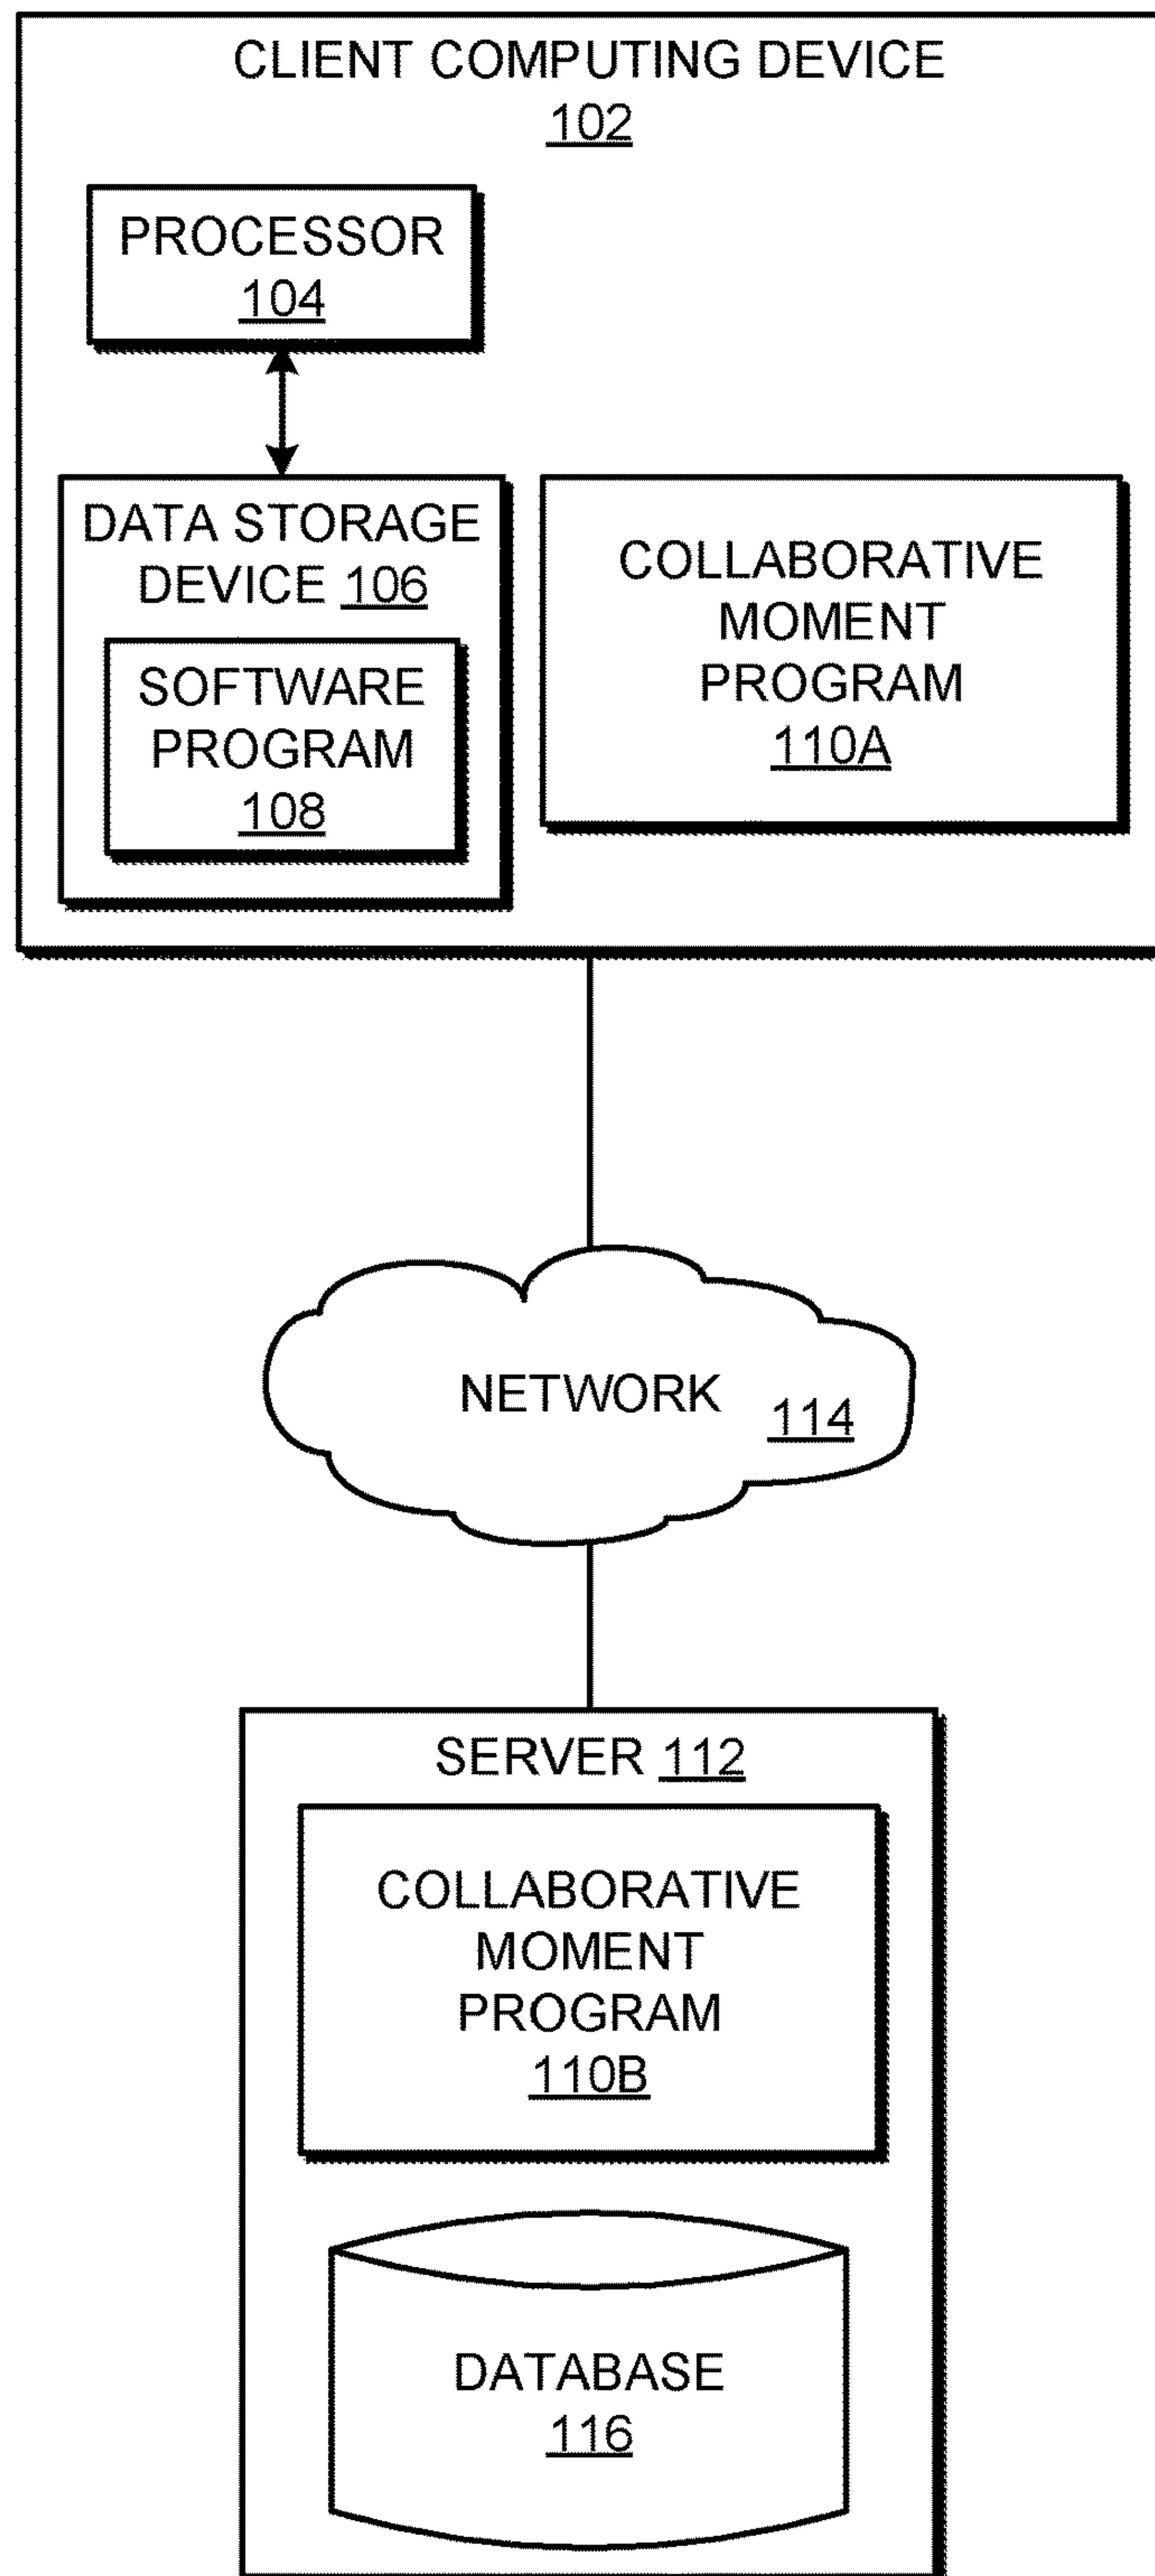 CLIENT COMPUTING DEVICE
102
PROCESSOR
104
DATA STORAGE
DEVICE 106
SOFTWARE
PROGRAM
108
COLLABORATIVE
MOMENT
PROGRAM
110A
NETWORK
114
SERVER 112
COLLABORATIVE
MOMENT
PROGRAM
110B
DATABASE
116